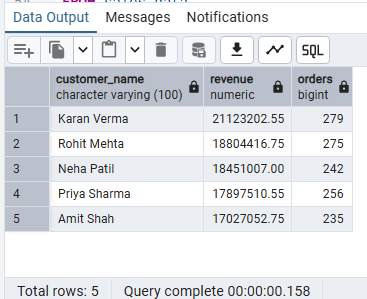 Data Output Messages Notifications
SQL
customer_name revenue orders
character varying (100) numeric bigint
1 Karan Verma 21123202.55 279
2 Rohit Mehta 18804416.75 275
3 Neha Patil 18451007.00 242
4 Priya Sharma 17897510.55 256
5 Amit Shah 17027052.75 235
Total rows: 5 Query complete 00:00:00.158